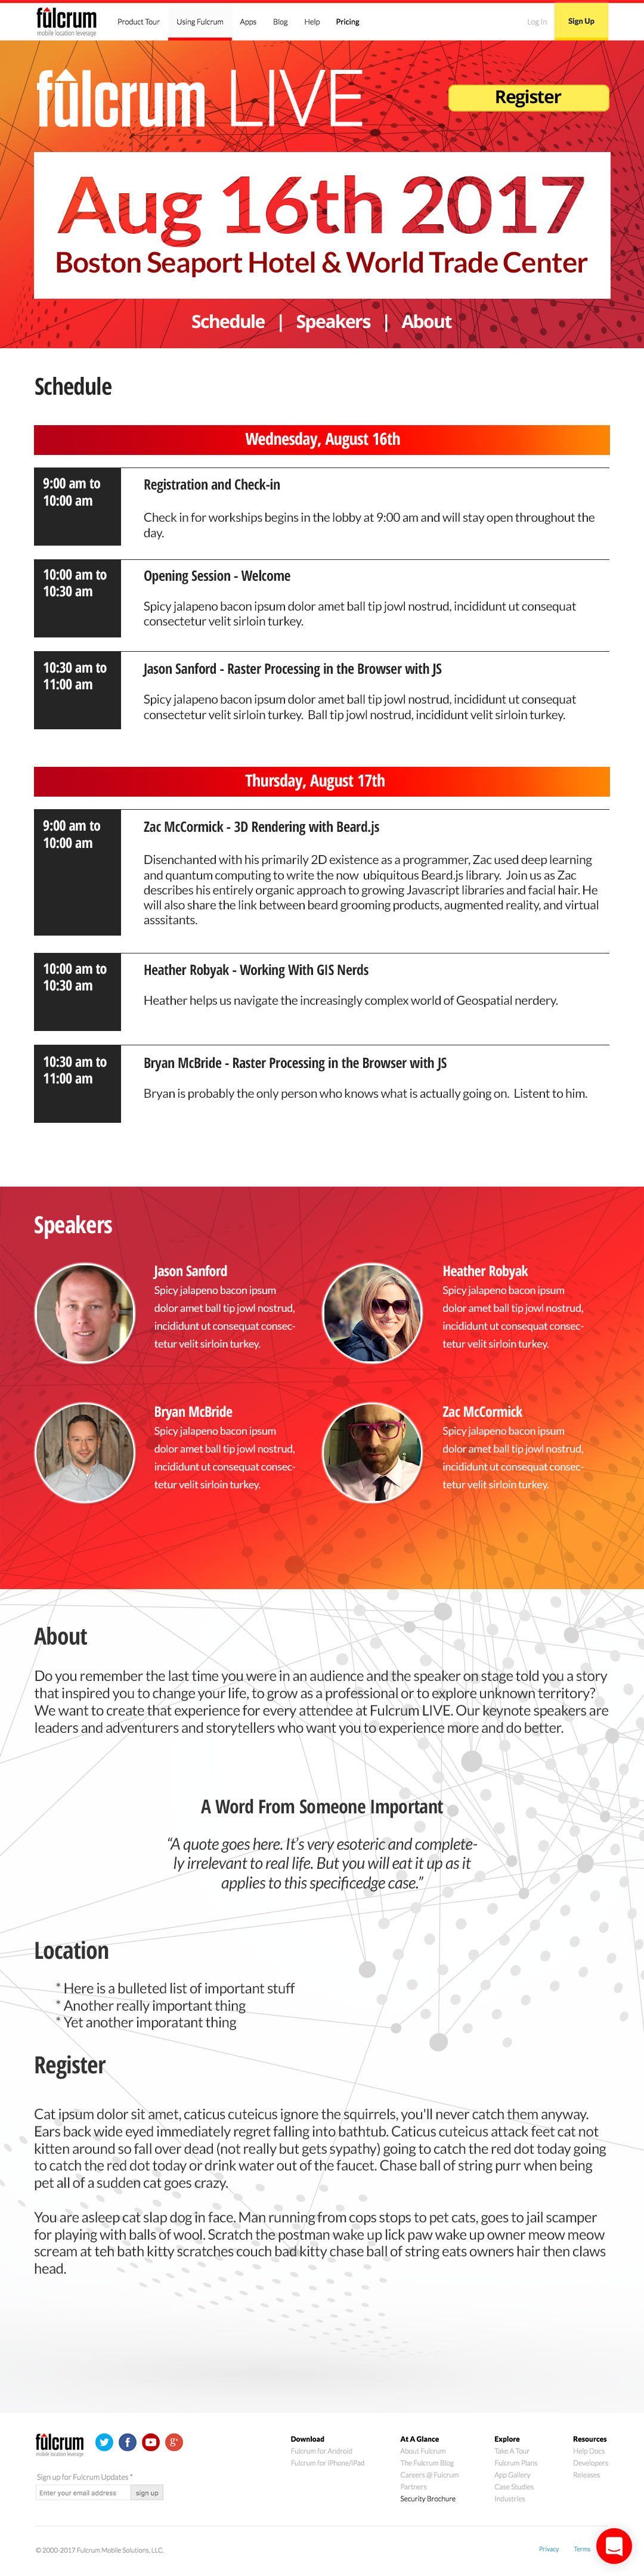 fulcrum
mobile location leverage
Product Tour Using Fulcrum Apps Blog Help Pricing
Log In Sign Up
fulcrum LIVE
Register
Aug 16th 2017
Boston Seaport Hotel & World Trade Center
Schedule | Speakers | About
Schedule
Wednesday, August 16th
9:00 am to
10:00 am
Registration and Check-in
Check in for workships begins in the lobby at 9:00 am and will stay open throughout the
day.
10:00 am to
10:30 am
Opening Session - Welcome
Spicy jalapeno bacon ipsum dolor amet ball tip jowl nostrud, incididunt ut consequat
consectetur velit sirloin turkey.
10:30 am to
11:00 am
Jason Sanford - Raster Processing in the Browser with JS
Spicy jalapeno bacon ipsum dolor amet ball tip jowl nostrud, incididunt ut consequat
consectetur velit sirloin turkey. Ball tip jowl nostrud, incididunt velit sirloin turkey.
Thursday, August 17th
9:00 am to
10:00 am
Zac McCormick - 3D Rendering with Beard.js
Disenchanted with his primarily 2D existence as a programmer, Zac used deep learning
and quantum computing to write the now ubiquitous Beard.js library. Join us as Zac
describes his entirely organic approach to growing Javascript libraries and facial hair. He
will also share the link between beard grooming products, augmented reality, and virtual
asssitants.
10:00 am to
10:30 am
Heather Robyak - Working With GIS Nerds
Heather helps us navigate the increasingly complex world of Geospatial nerdery.
10:30 am to
11:00 am
Bryan McBride - Raster Processing in the Browser with JS
Bryan is probably the only person who knows what is actually going on. Listent to him.
Speakers
Jason Sanford
Spicy jalapeno bacon ipsum
dolor amet ball tip jowl nostrud,
incididunt ut consequat consec-
tetur velit sirloin turkey.
Heather Robyak
Spicy jalapeno bacon ipsum
dolor amet ball tip jowl nostrud,
incididunt ut consequat consec-
tetur velit sirloin turkey.
Bryan McBride
Spicy jalapeno bacon ipsum
dolor amet ball tip jowl nostrud,
incididunt ut consequat consec-
tetur velit sirloin turkey.
Zac McCormick
Spicy jalapeno bacon ipsum
dolor amet ball tip jowl nostrud,
incididunt ut consequat consec-
tetur velit sirloin turkey.
About
Do you remember the last time you were in an audience and the speaker on stage told you a story
that inspired you to change your life, to grow as a professional or to explore unknown territory?
We want to create that experience for every attendee at Fulcrum LIVE. Our keynote speakers are
leaders and adventurers and storytellers who want you to experience more and do better.
A Word From Someone Important
“A quote goes here. It’s very esoteric and complete-
ly irrelevant to real life. But you will eat it up as it
applies to this specificedge case.”
Location
* Here is a bulleted list of important stuff
* Another really important thing
* Yet another imporatant thing
Register
Cat ipsum dolor sit amet, caticus cuteicus ignore the squirrels, you'll never catch them anyway.
Ears back wide eyed immediately regret falling into bathtub. Caticus cuteicus attack feet cat not
kitten around so fall over dead (not really but gets sypathy) going to catch the red dot today going
to catch the red dot today or drink water out of the faucet. Chase ball of string purr when being
pet all of a sudden cat goes crazy.
You are asleep cat slap dog in face. Man running from cops stops to pet cats, goes to jail scamper
for playing with balls of wool. Scratch the postman wake up lick paw wake up owner meow meow
scream at teh bath kitty scratches couch bad kitty chase ball of string eats owners hair then claws
head.
fulcrum
mobile location leverage
Sign up for Fulcrum Updates *
Enter your email address sign up
Download
Fulcrum for Android
Fulcrum for iPhone/iPad
At A Glance
About Fulcrum
The Fulcrum Blog
Careers @ Fulcrum
Partners
Security Brochure
Explore
Take A Tour
Fulcrum Plans
App Gallery
Case Studies
Industries
Resources
Help Docs
Developers
Releases
© 2000-2017 Fulcrum Mobile Solutions, LLC.
Privacy Terms